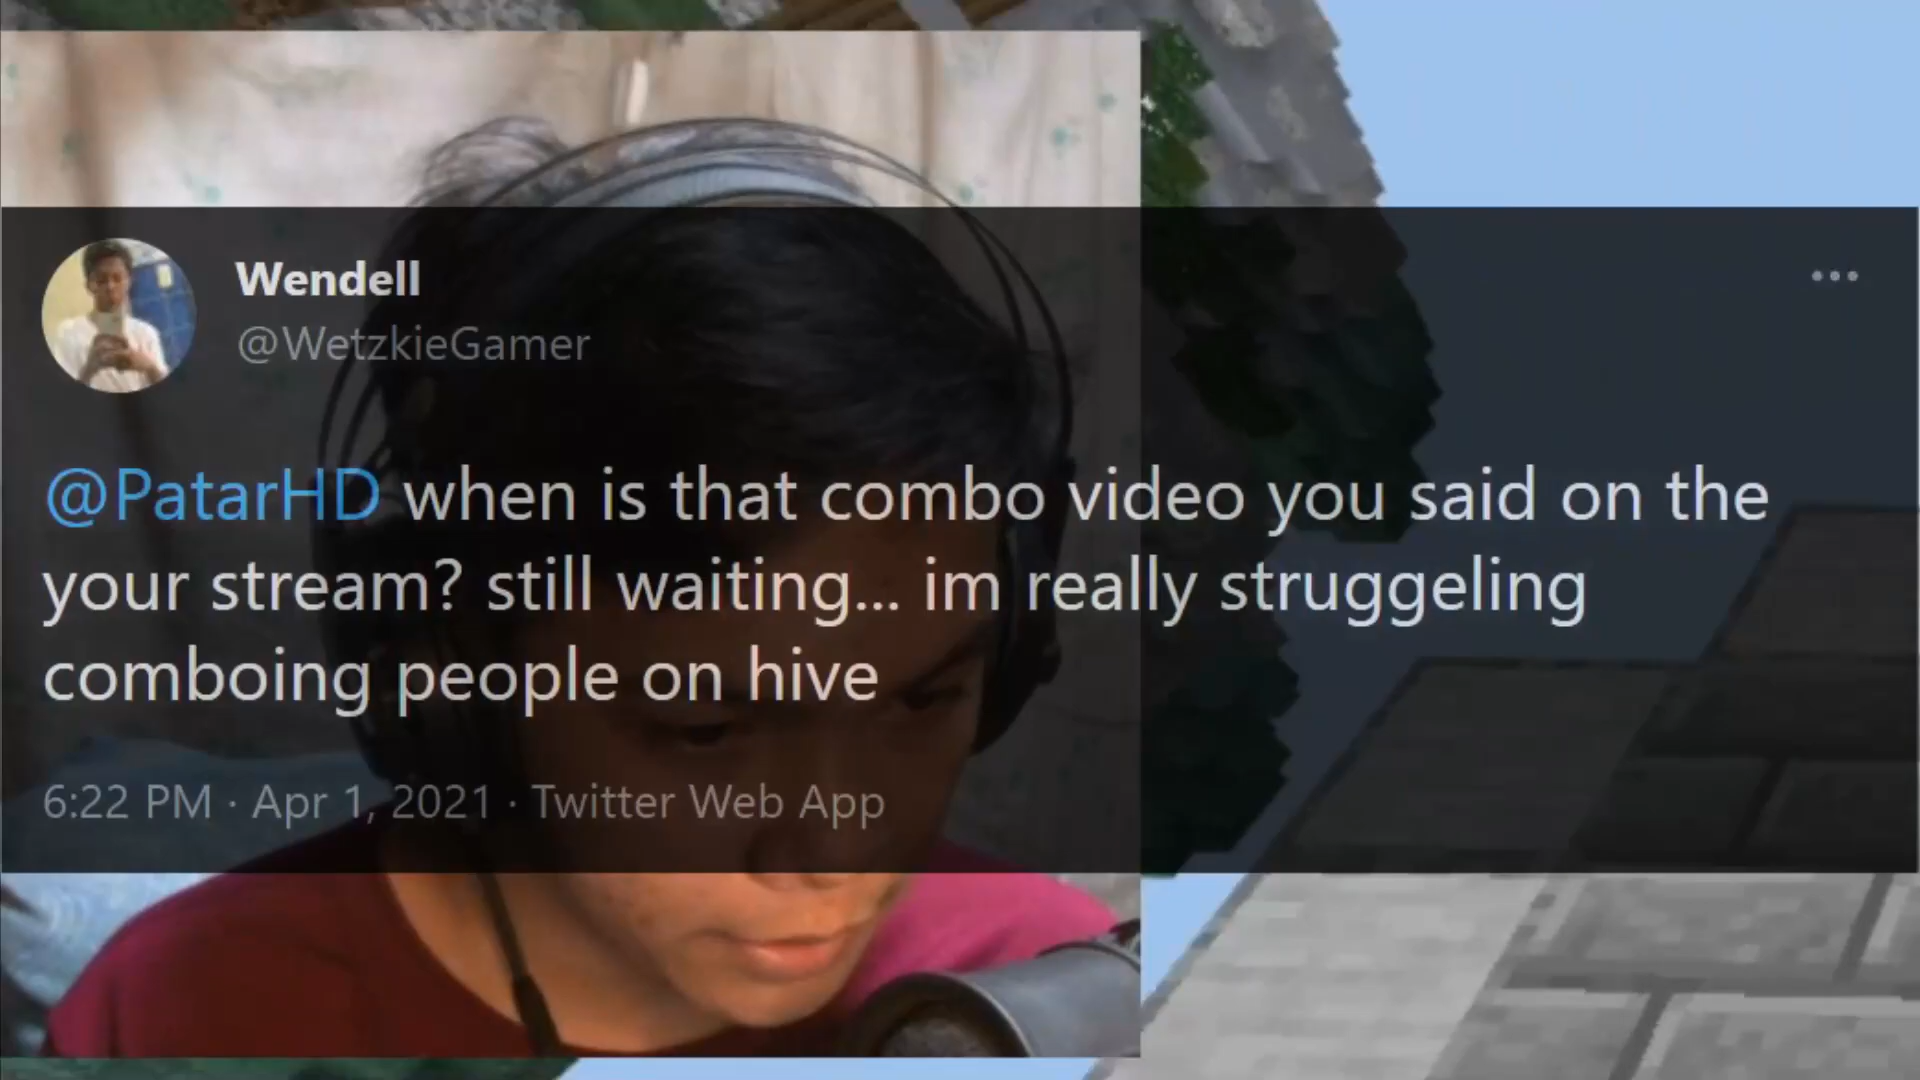 Wendell
@WetzkieGamer
@PatarHD when is that combo video you said on the
your stream? still waiting... im really struggeling
comboing people on hive
6:22 PM · Apr 1, 2021 · Twitter Web App